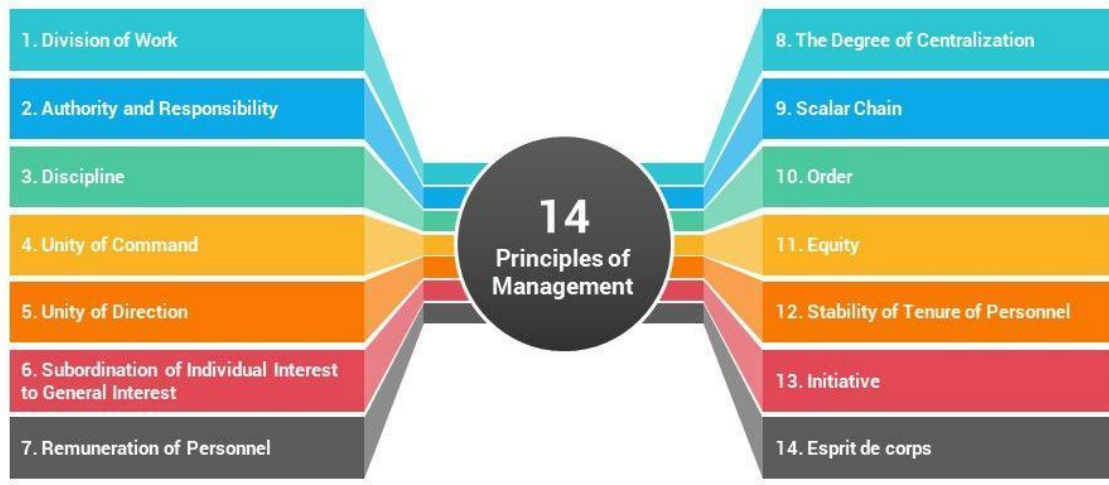 1. Division of Work
2. Authority and Responsibility
3. Discipline
4. Unity of Command
5. Unity of Direction
6. Subordination of Individual Interest
to General Interest
7. Remuneration of Personnel
14
Principles of
Management
8. The Degree of Centralization
9. Scalar Chain
10. Order
11. Equity
12. Stability of Tenure of Personnel
13. Initiative
14. Esprit de corps